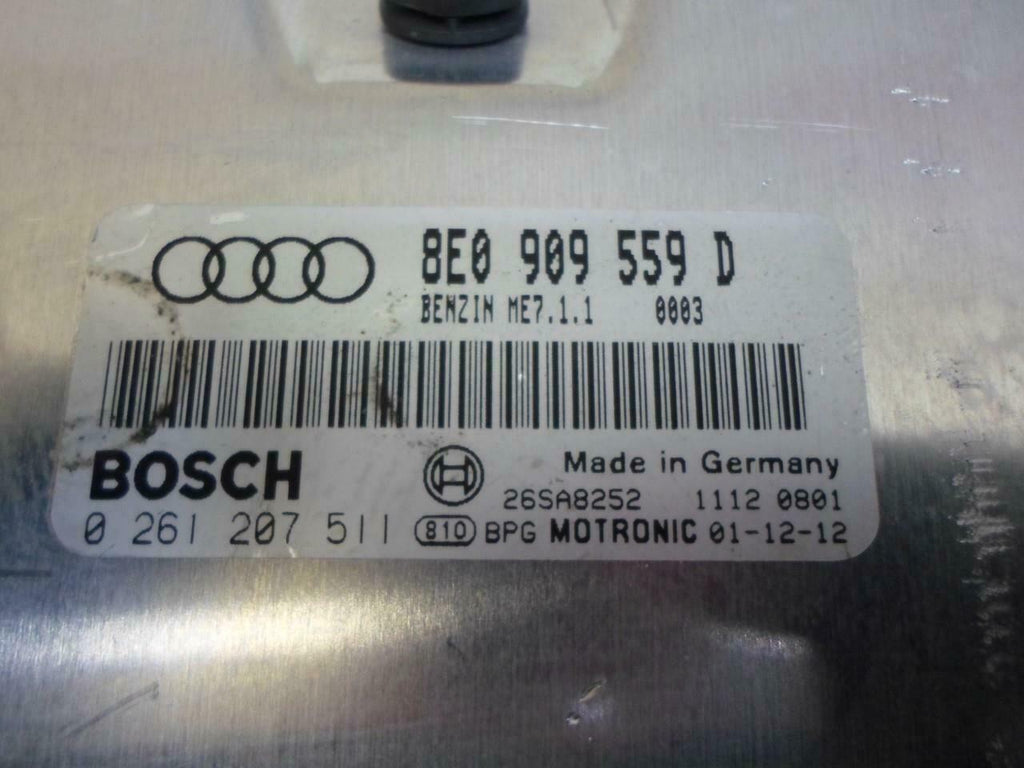 8E0 909 559 D
BENZIN ME7.1.1 0003
BOSCH
Made in Germany
26SA8252 1112 0801
0 261 207 511 810 BPG MOTRONIC 01-12-12